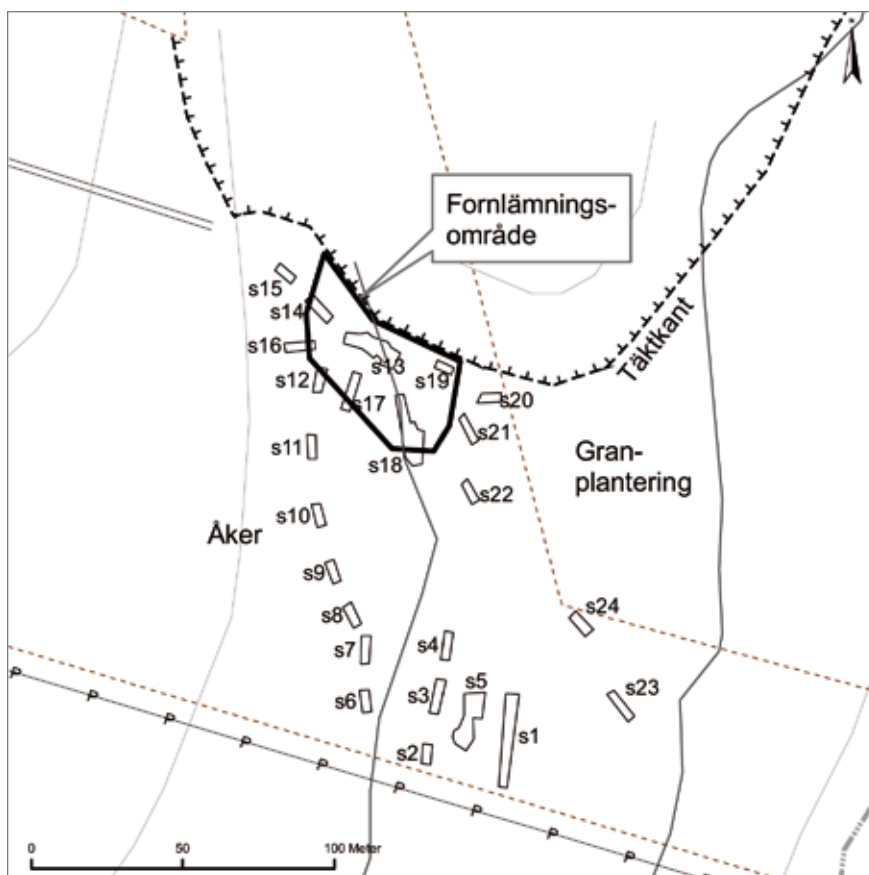 Fornlämnings-
område
s15
s14
s16
s13
s12
s19
s17
Täktkant
s20
s21
s11
s18
Gran-
plantering
s22
s10
Åker
s9
s8
s24
s7
s4
s5
s6
s3
s23
s1
s2
P
P
P
P
P
P
P
P
P
0
50
100 Meter